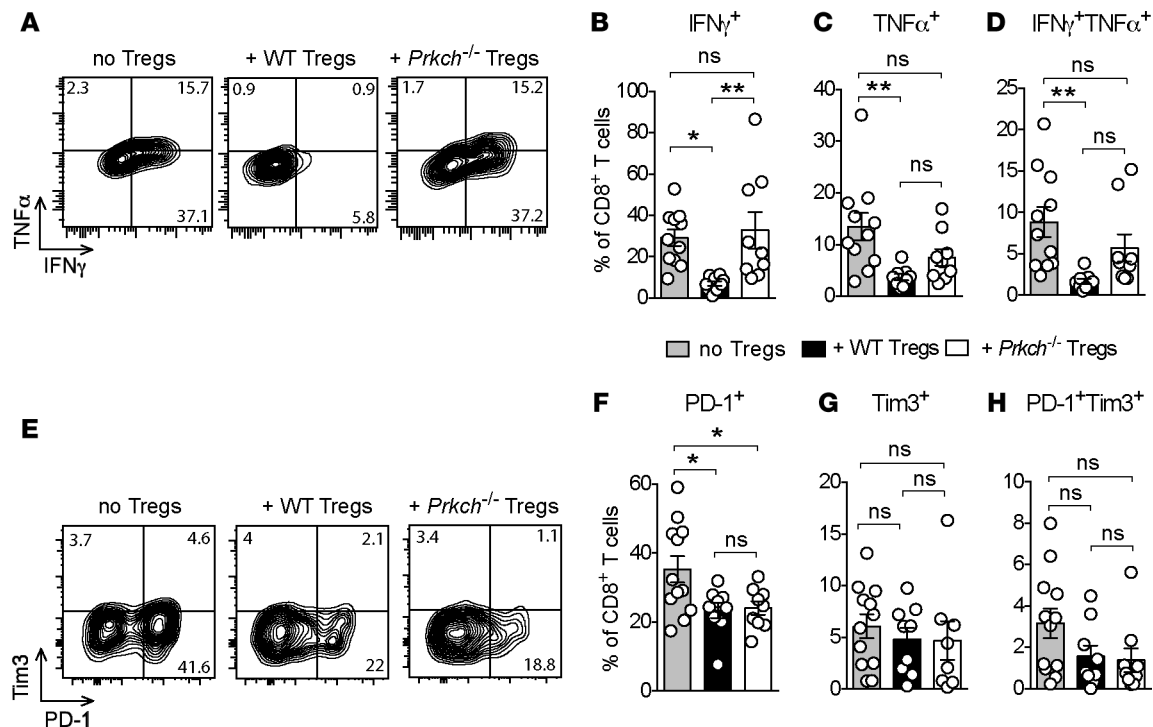 A
no Tregs
+ WT Tregs
+ Prkch-/- Tregs
2.3
15.7
37.1
0.9
0.9
5.8
1.7
15.2
37.2
TNFα
IFNγ
B
IFNγ+
ns
**
*
% of CD8+ T cells
100
80
60
40
20
0
C
TNFα+
ns
**
ns
40
30
20
10
0
D
IFNγ+TNFα+
ns
**
ns
25
20
15
10
5
0
no Tregs
+ WT Tregs
+ Prkch-/- Tregs
E
no Tregs
+ WT Tregs
+ Prkch-/- Tregs
3.7
4.6
41.6
4
2.1
22
3.4
1.1
18.8
Tim3
PD-1
F
PD-1+
*
*
ns
% of CD8+ T cells
60
40
20
0
G
Tim3+
ns
ns
ns
20
15
10
5
0
H
PD-1+Tim3+
ns
ns
ns
10
8
6
4
2
0